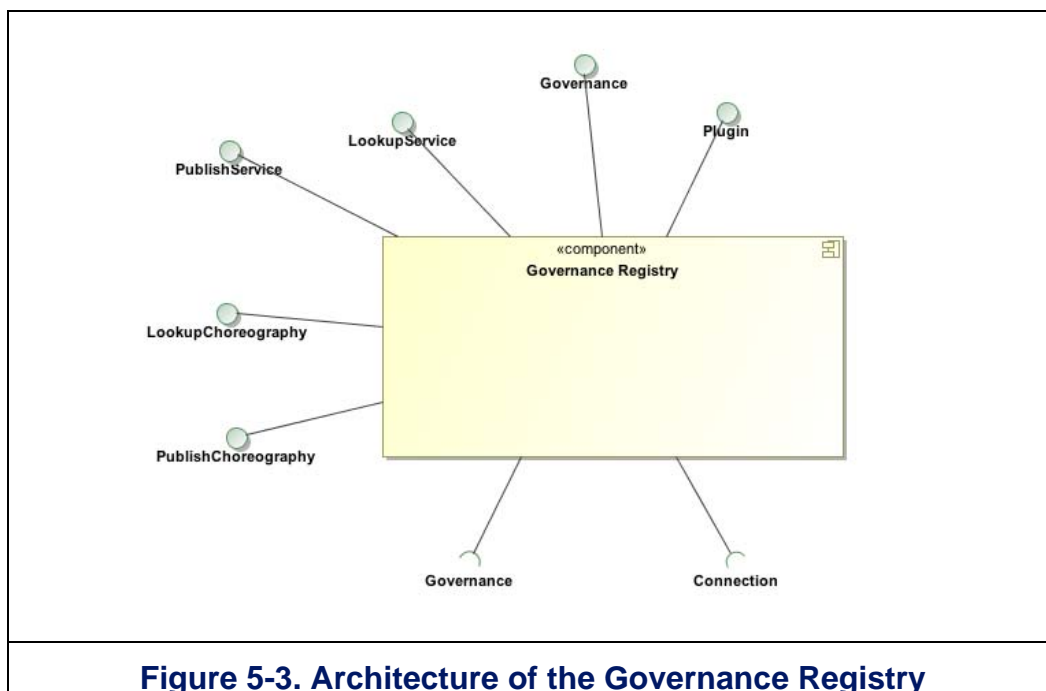 Governance
Plugin
LookupService
PublishService
«component»
Governance Registry
LookupChoreography
PublishChoreography
Governance
Connection
Figure 5-3. Architecture of the Governance Registry